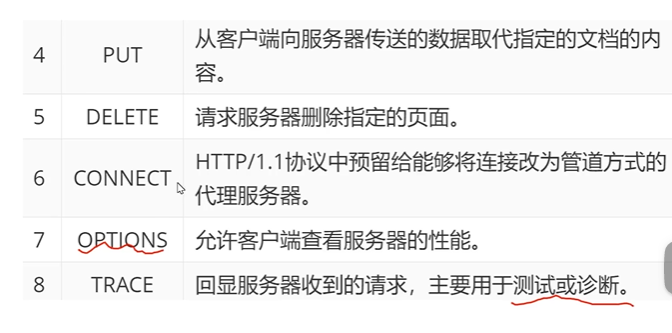 4 PUT 从客户端向服务器传送的数据取代指定的文档的内
容。
5 DELETE 请求服务器删除指定的页面。
6 CONNECT HTTP/1.1协议中预留给能够将连接改为管道方式的
代理服务器。
7 OPTIONS 允许客户端查看服务器的性能。
8 TRACE 回显服务器收到的请求，主要用于测试或诊断。